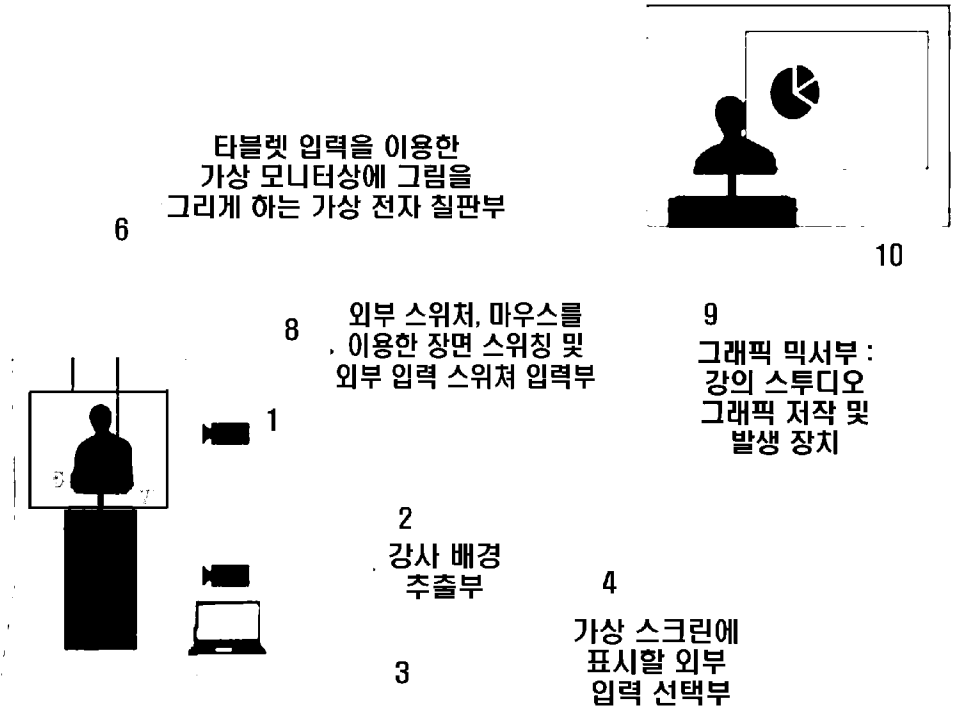 타블렛 입력을 이용한
가상 모니터상에 그림을
그리게 하는 가상 전자 칠판부
6
10
8
외부 스위처, 마우스를
이용한 장면 스위칭 및
외부 입력 스위쳐 입력부
9
그래픽 믹서부 :
강의 스투디오
그래픽 저작 및
발생 장치
1
5
7
2
강사 배경
추출부
4
가상 스크린에
표시할 외부
입력 선택부
3